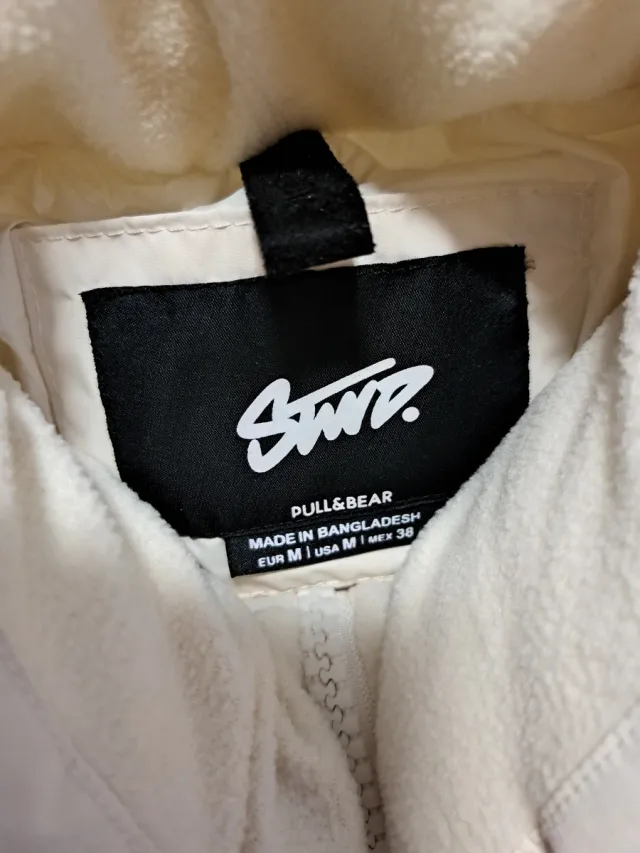 STWD.
PULL&BEAR
MADE IN BANGLADESH
EUR M | USA M | MEX 38